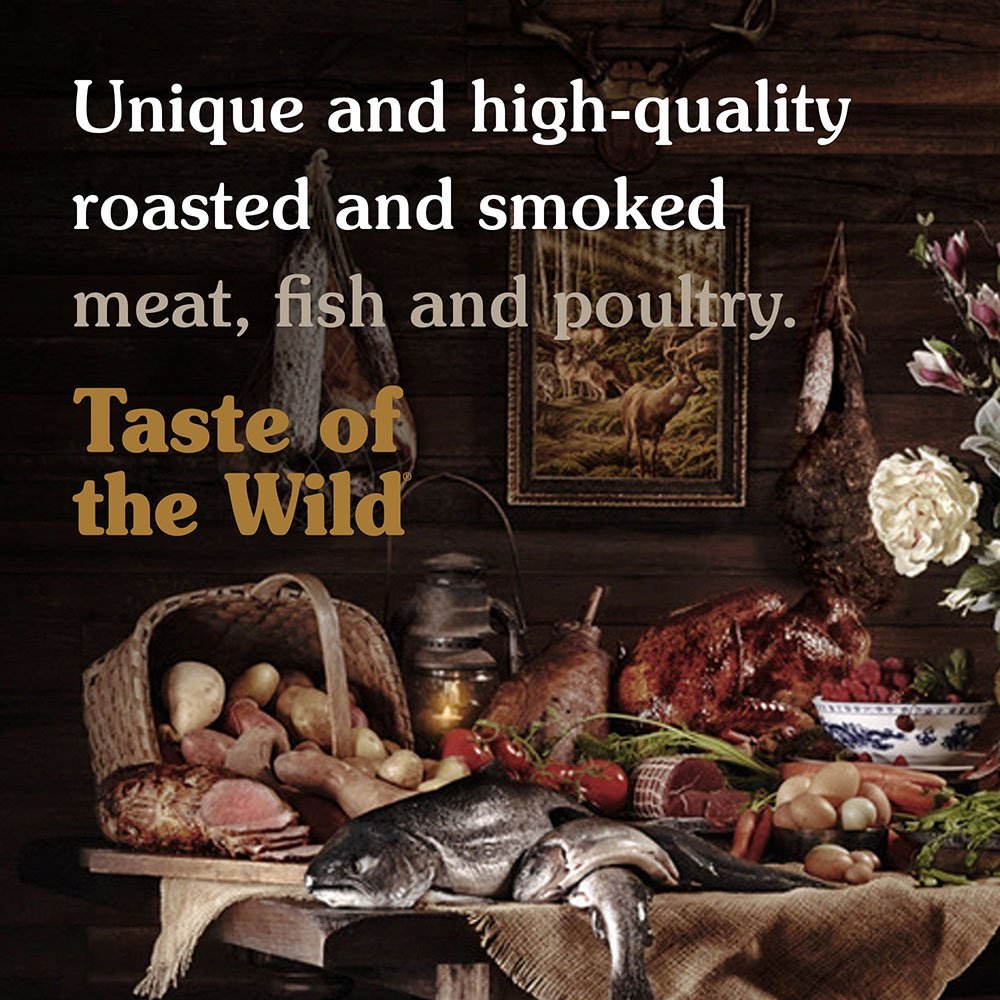 Unique and high-quality
roasted and smoked
meat, fish and poultry.
Taste of
the Wild®